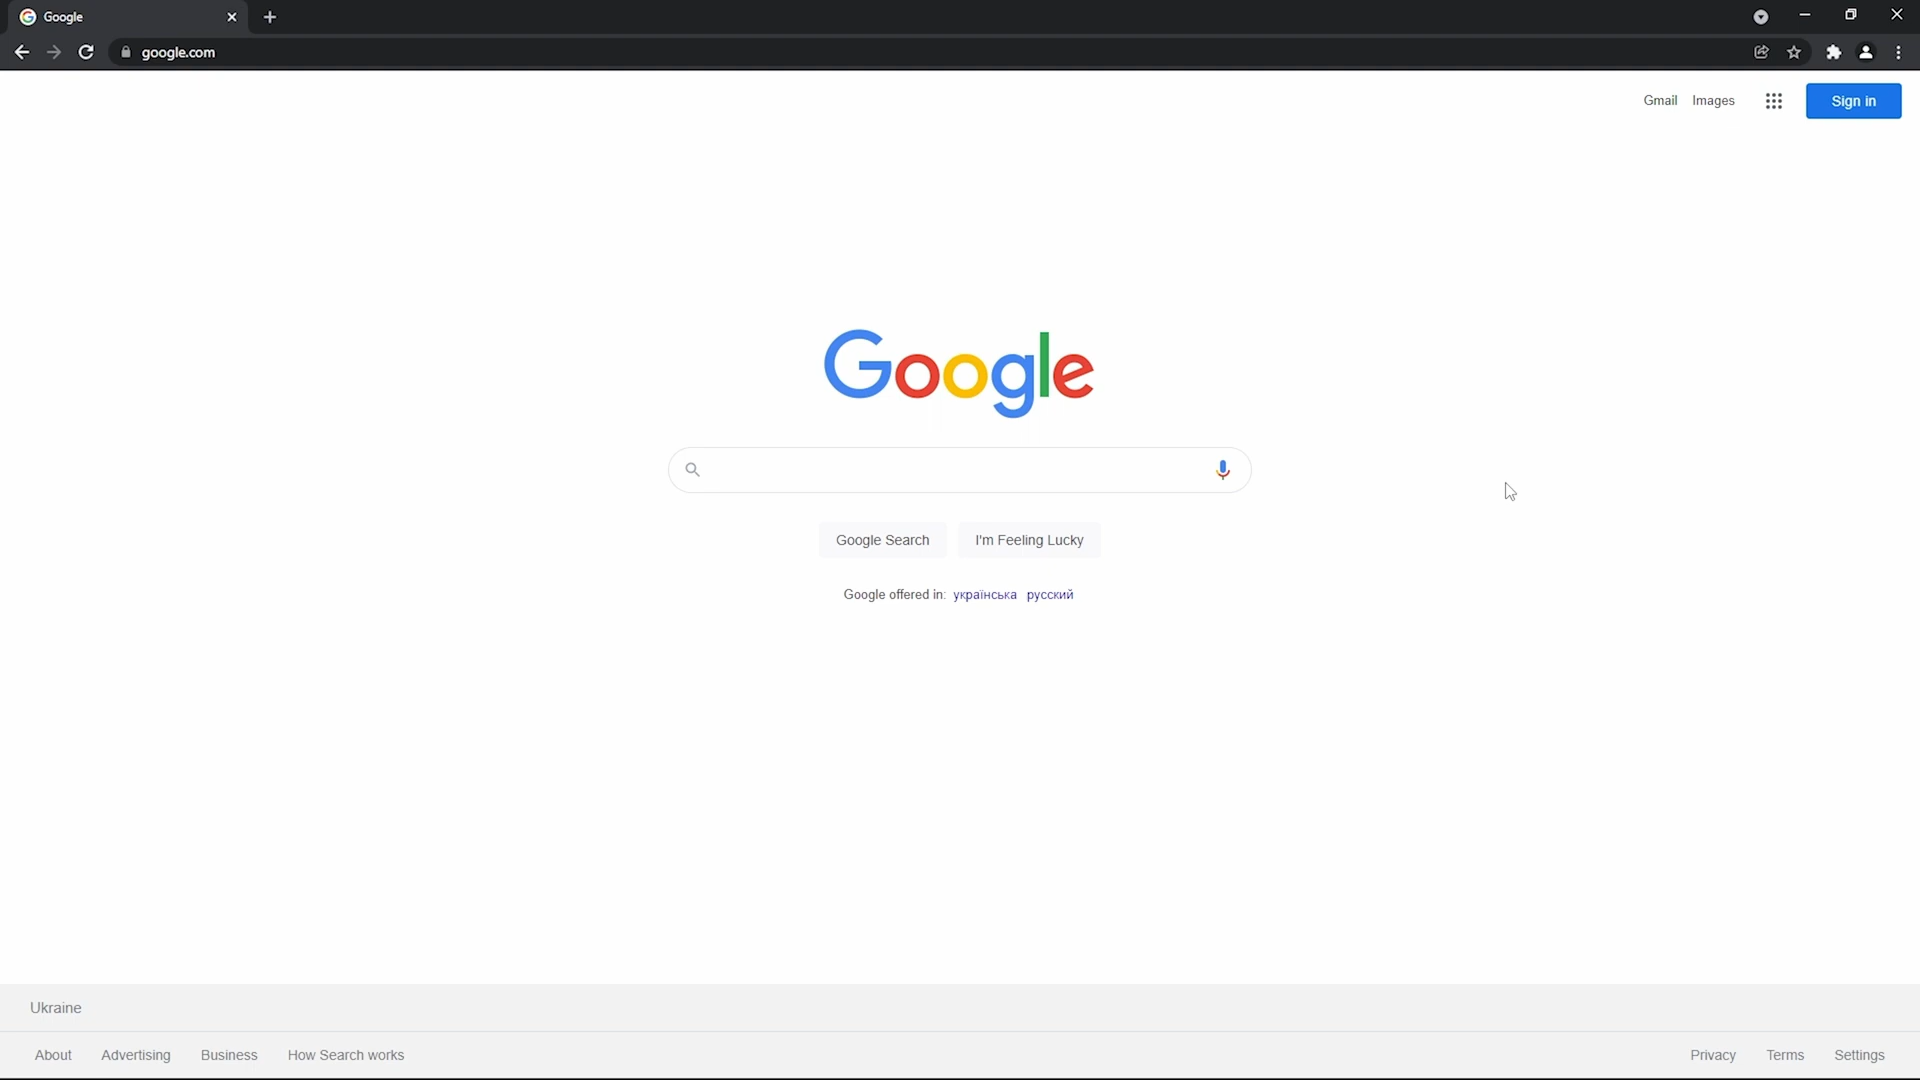 Google
google.com
Gmail Images Sign in
Google
Google Search I'm Feeling Lucky
Google offered in: українська русский
Ukraine
About Advertising Business How Search works Privacy Terms Settings